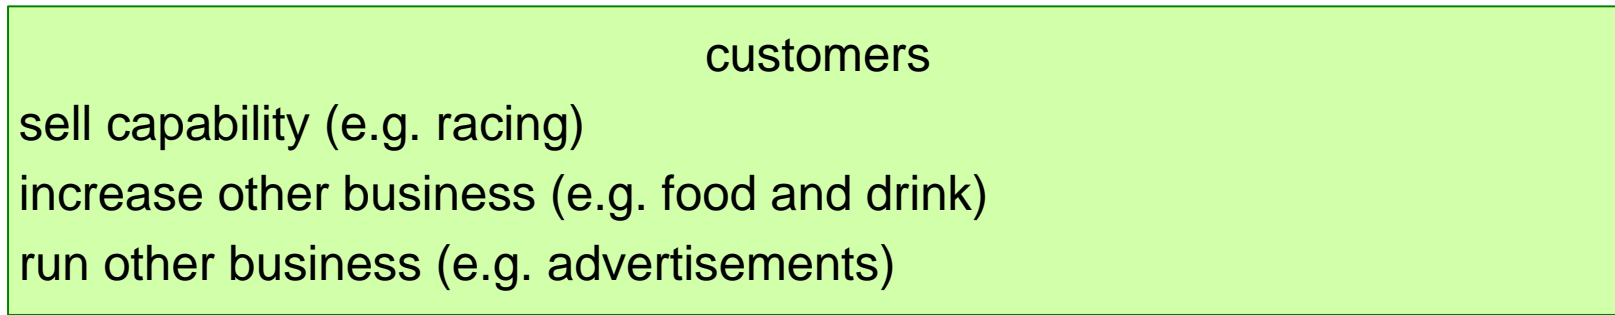 customers
sell capability (e.g. racing)
increase other business (e.g. food and drink)
run other business (e.g. advertisements)